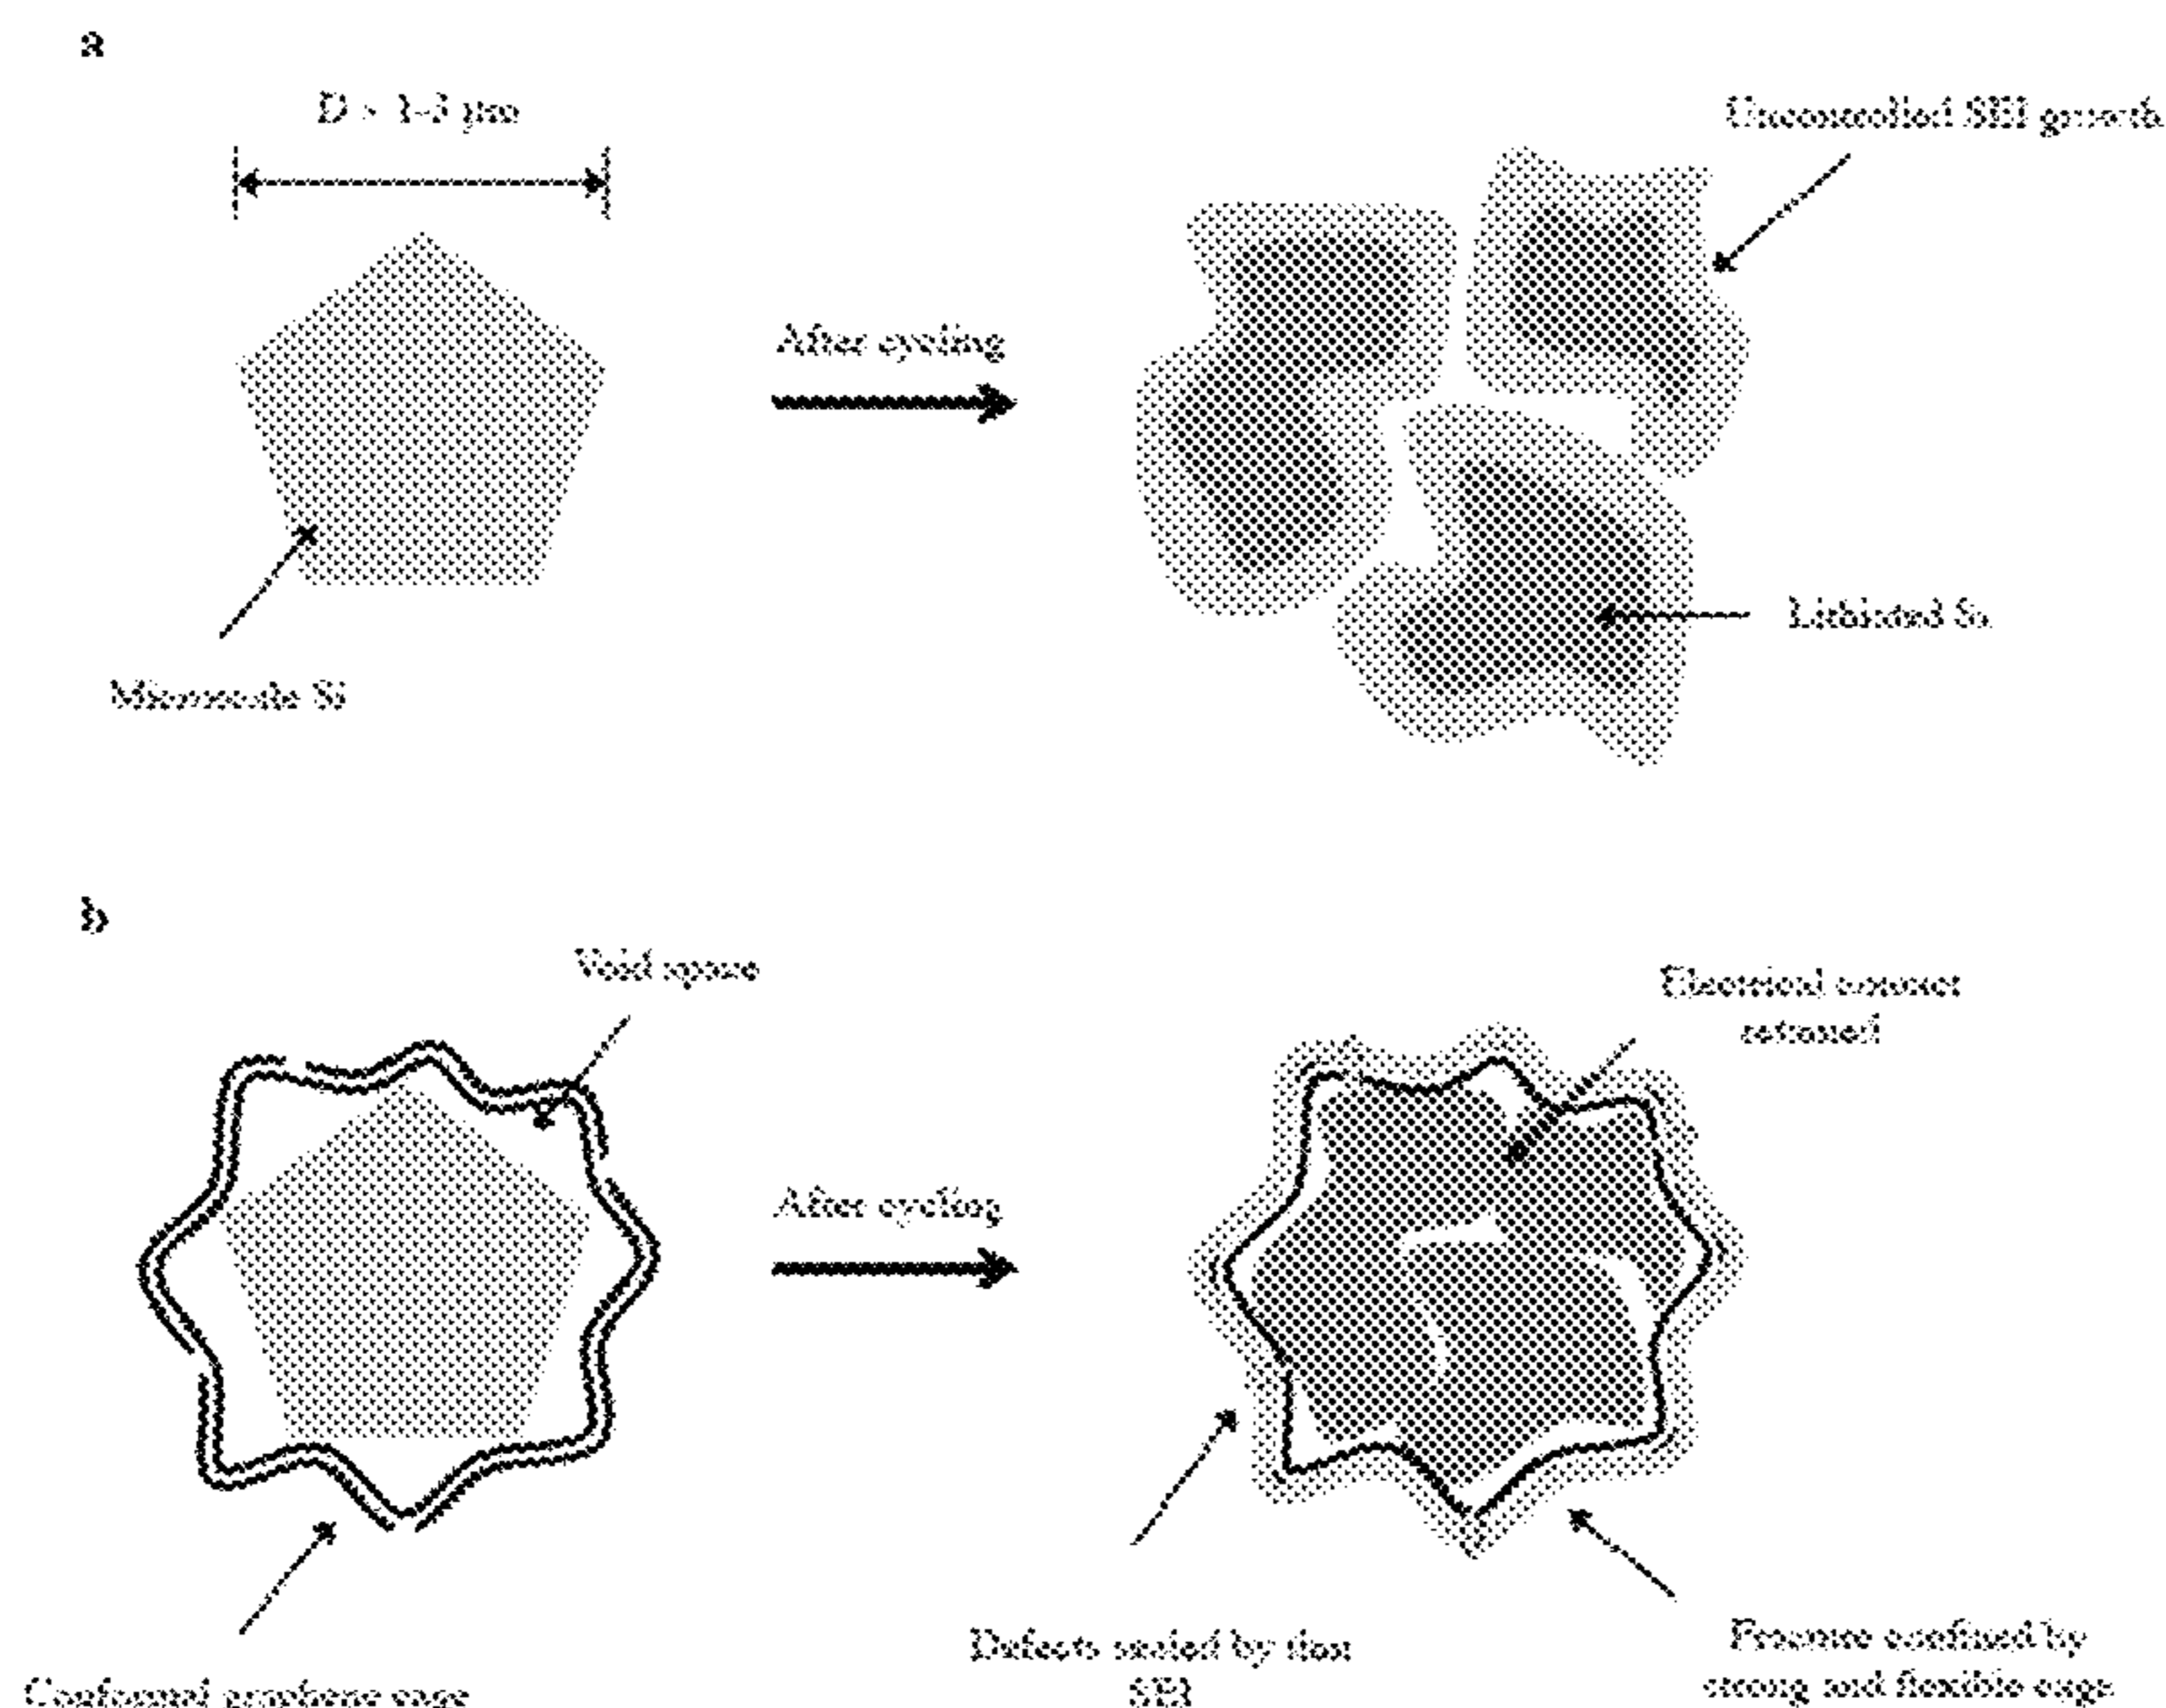 a
D > 1-3 μm
Uncontrolled SEI growth
After cycling
Lithiated Si
Microscale Si
b
Void space
Electrical contact
retained
After cycling
Defects sealed by thin
SEI
Fracture confined by
strong and flexible cage
Conformal graphene cage